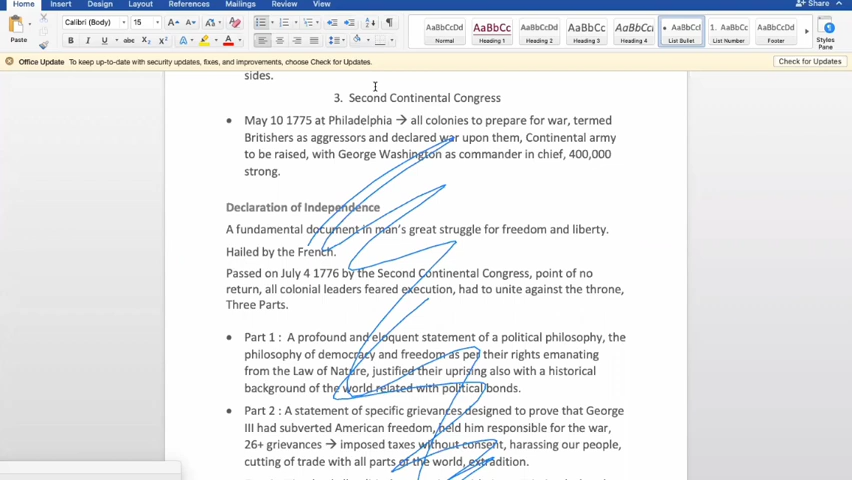 Home Insert Design Layout References Mailings Review View Share
Calibri (Body) 15
Paste
AaBbCcDd AaBbCc AaBbCcDd AaBbCcDd AaBbCcDd AaBbCcl AaBbCcD AaBbCcDd
Normal Heading 1 Heading 2 Heading 3 Heading 4 List Bullet 1. List Number Footer
Styles Pane
Office Update To keep up-to-date with security updates, fixes, and improvements, choose Check for Updates. Check for Updates
sides.
3. Second Continental Congress
• May 10 1775 at Philadelphia → all colonies to prepare for war, termed
Britishers as aggressors and declared war upon them, Continental army
to be raised, with George Washington as commander in chief, 400,000
strong.
Declaration of Independence
A fundamental document in man's great struggle for freedom and liberty.
Hailed by the French.
Passed on July 4 1776 by the Second Continental Congress, point of no
return, all colonial leaders feared execution, had to unite against the throne,
Three Parts.
• Part 1 : A profound and eloquent statement of a political philosophy, the
philosophy of democracy and freedom as per their rights emanating
from the Law of Nature, justified their uprising also with a historical
background of the world related with political bonds.
• Part 2 : A statement of specific grievances designed to prove that George
III had subverted American freedom, held him responsible for the war,
26+ grievances → imposed taxes without consent, harassing our people,
cutting of trade with all parts of the world, extradition.